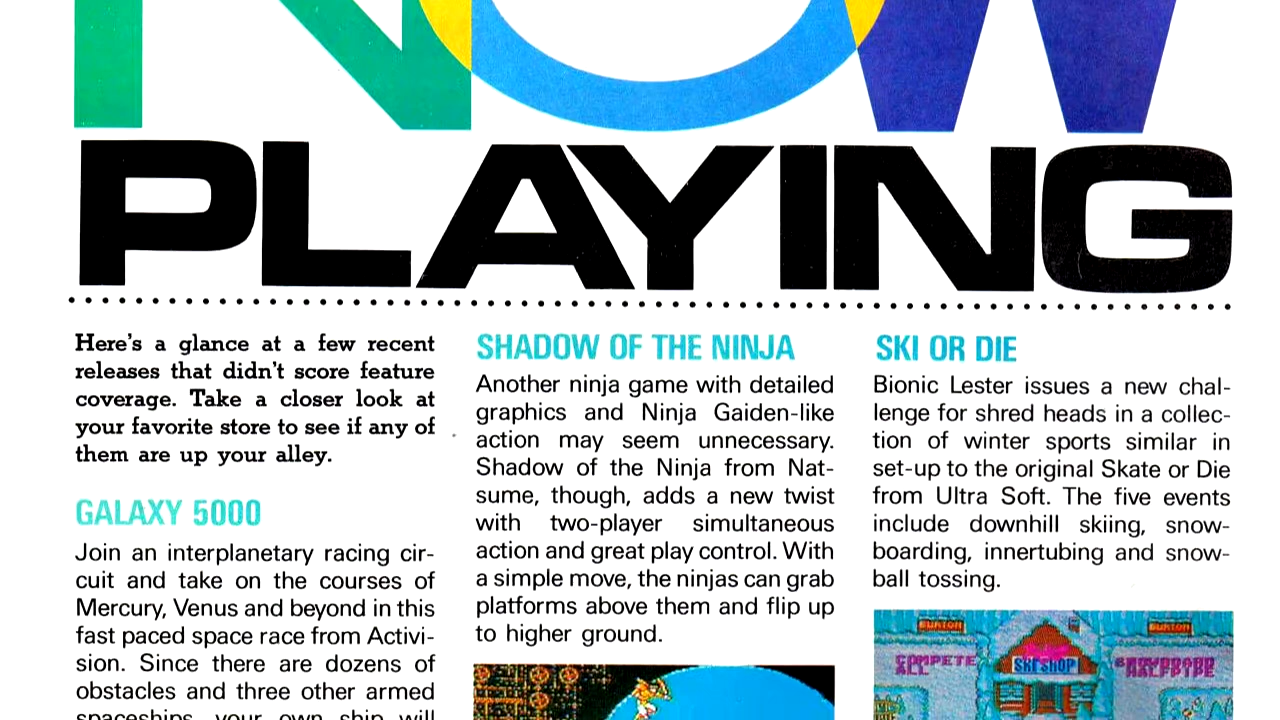 NOW
PLAYING
Here's a glance at a few recent
releases that didn't score feature
coverage. Take a closer look at
your favorite store to see if any of
them are up your alley.
GALAXY 5000
Join an interplanetary racing cir-
cuit and take on the courses of
Mercury, Venus and beyond in this
fast paced space race from Activi-
sion. Since there are dozens of
obstacles and three other armed
spaceships, your own ship will
SHADOW OF THE NINJA
Another ninja game with detailed
graphics and Ninja Gaiden-like
action may seem unnecessary.
Shadow of the Ninja from Nat-
sume, though, adds a new twist
with two-player simultaneous
action and great play control. With
a simple move, the ninjas can grab
platforms above them and flip up
to higher ground.
SKI OR DIE
Bionic Lester issues a new chal-
lenge for shred heads in a collec-
tion of winter sports similar in
set-up to the original Skate or Die
from Ultra Soft. The five events
include downhill skiing, snow-
boarding, innertubing and snow-
ball tossing.
BURTON
BURTON
COMPETE
ALL
SKI SHOP
HALFPIPE